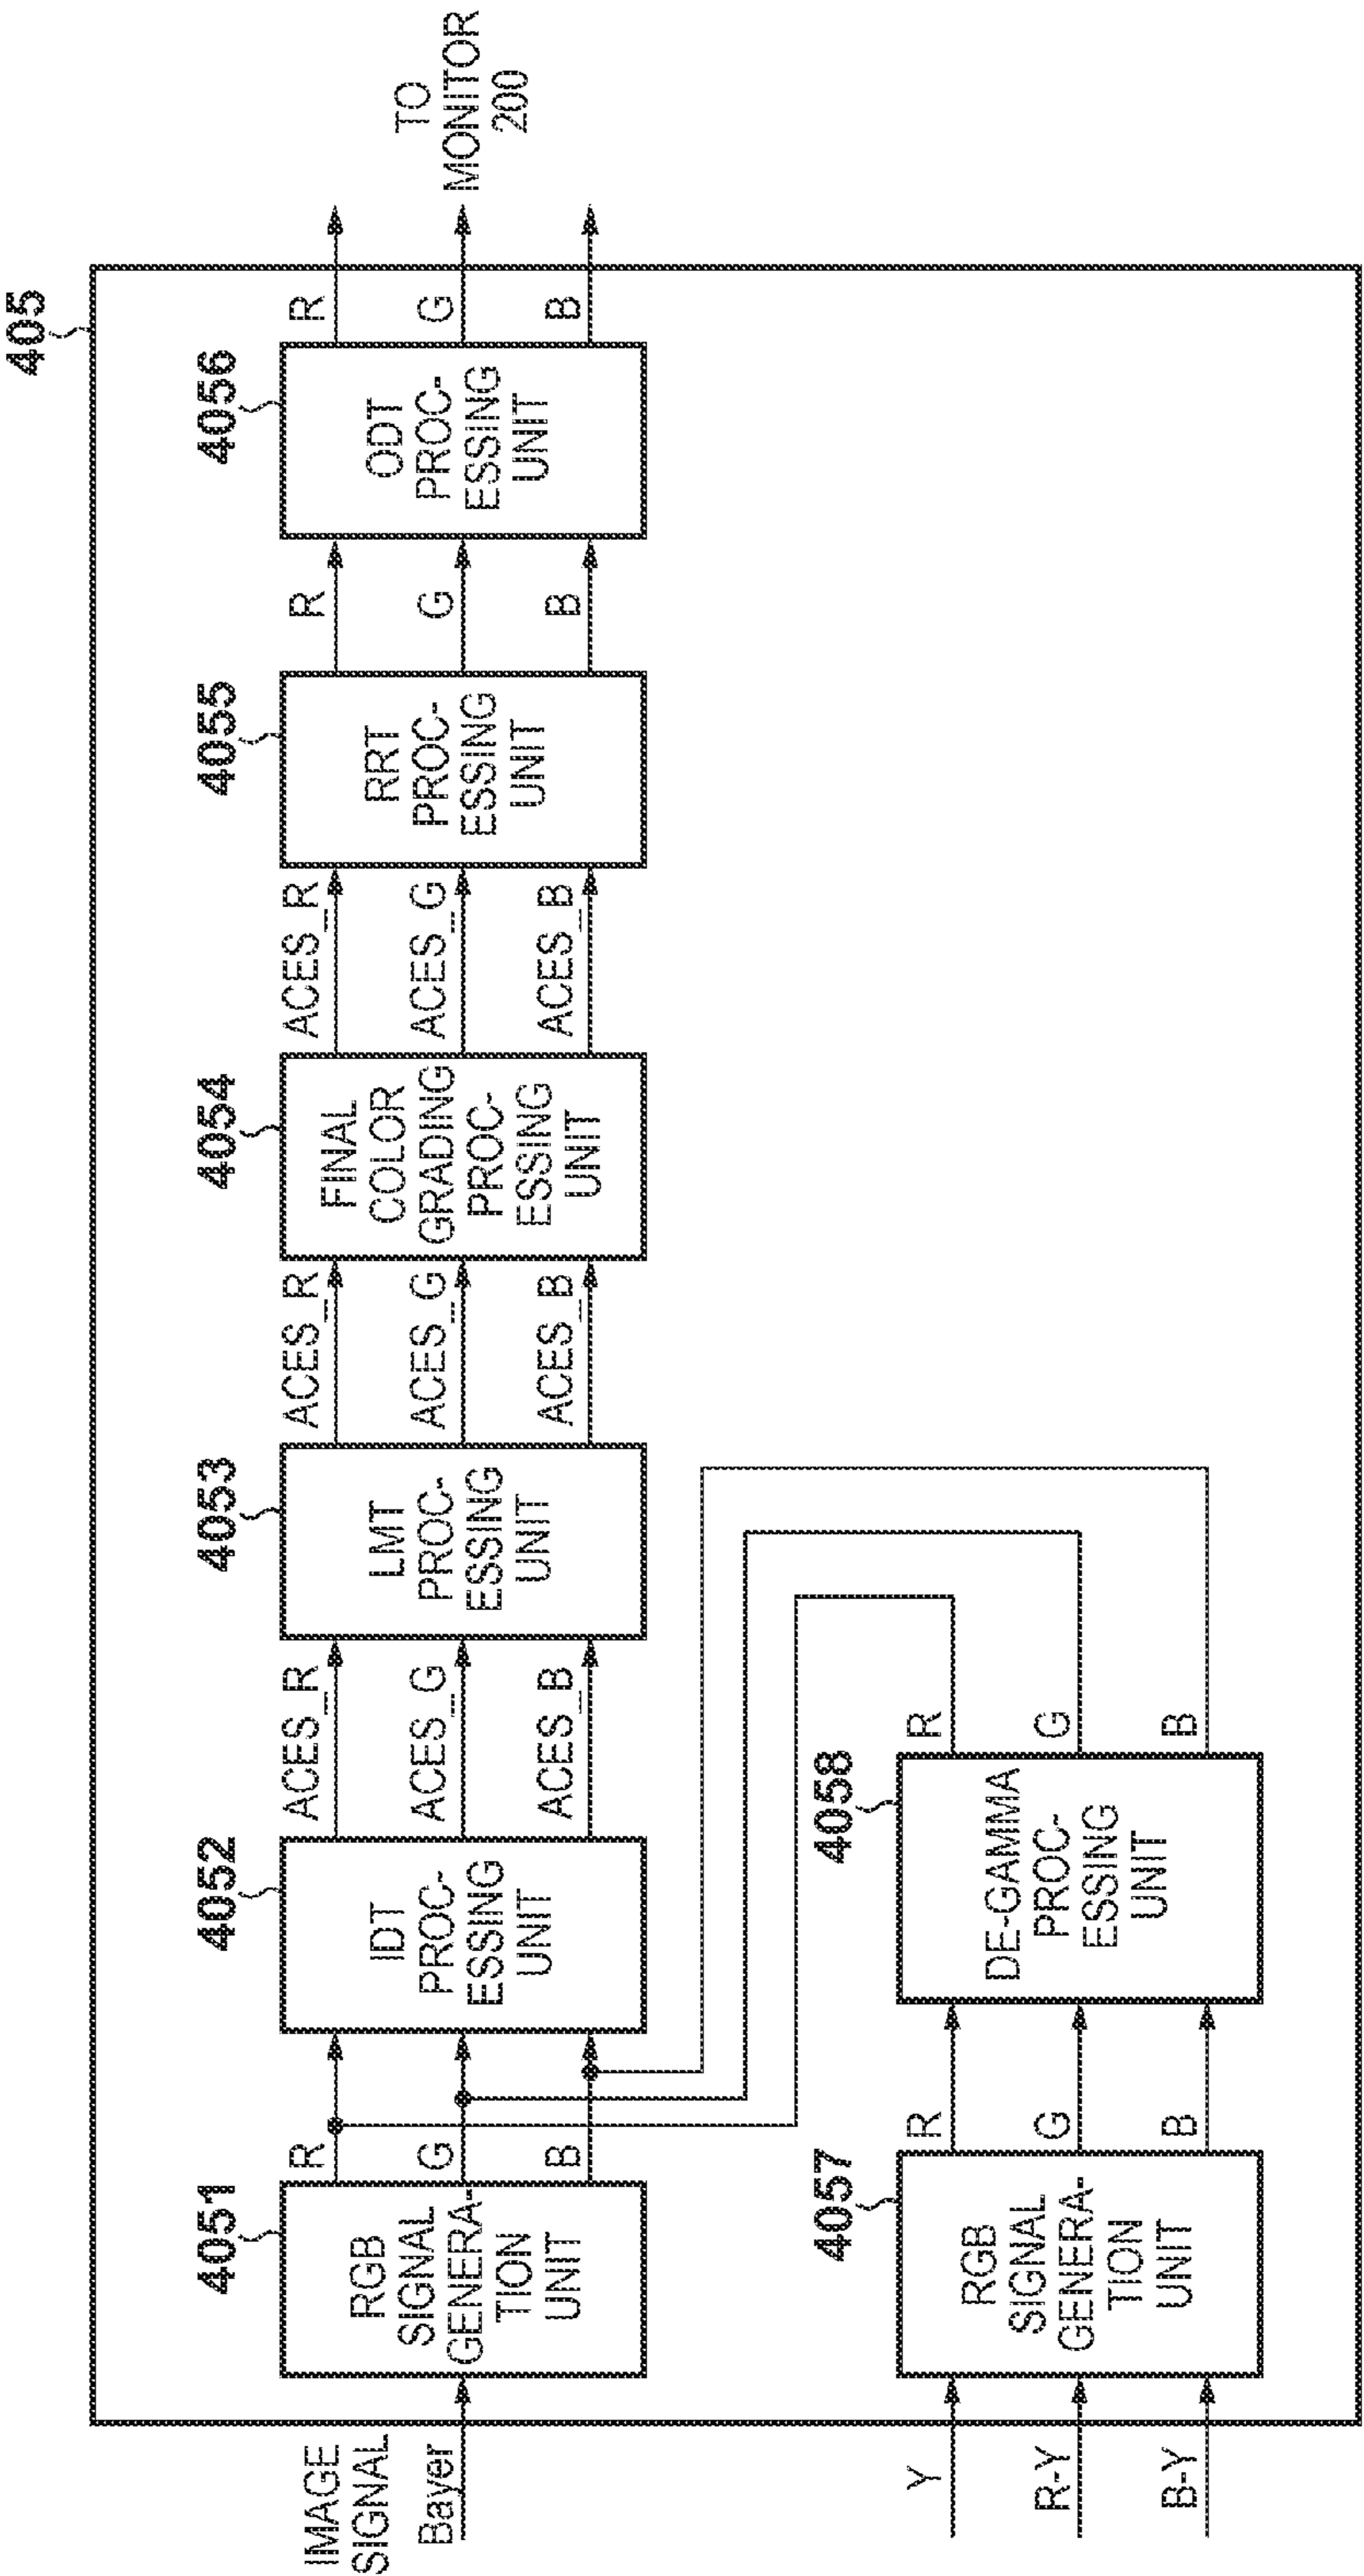 405
4051
RGB
SIGNAL
GENERA-
TION
UNIT
4052
IDT
PROC-
ESSING
UNIT
4053
LMT
PROC-
ESSING
UNIT
4054
FINAL
COLOR
GRADING
PROC-
ESSING
UNIT
4055
RRT
PROC-
ESSING
UNIT
4056
ODT
PROC-
ESSING
UNIT
IMAGE
SIGNAL
Bayer
R
G
B
ACES_R
ACES_G
ACES_B
ACES_R
ACES_G
ACES_B
ACES_R
ACES_G
ACES_B
R
G
B
R
G
B
TO
MONITOR
200
4057
RGB
SIGNAL
GENERA-
TION
UNIT
4058
DE-GAMMA
PROC-
ESSING
UNIT
Y
R-Y
B-Y
R
G
B
R
G
B